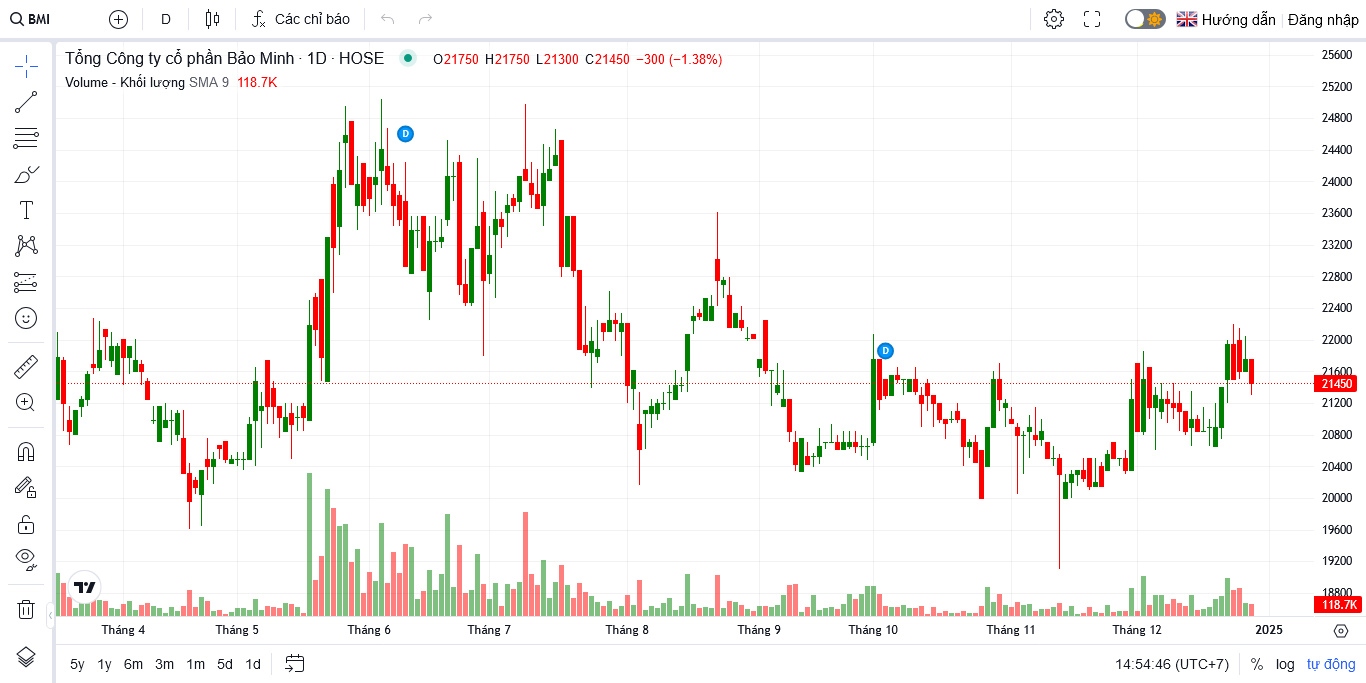 BMI D Các chỉ báo Hướng dẫn Đăng nhập
Tổng Công ty cổ phần Bảo Minh · 1D · HOSE O21750 H21750 L21300 C21450 −300 (−1.38%)
Volume - Khối lượng SMA 9 118.7K
D
D
25600
25200
24800
24400
24000
23600
23200
22800
22400
22000
21600
21450
21200
20800
20400
20000
19600
19200
18800
118.7K
Tháng 4 Tháng 5 Tháng 6 Tháng 7 Tháng 8 Tháng 9 Tháng 10 Tháng 11 Tháng 12 2025
5y 1y 6m 3m 1m 5d 1d 14:54:46 (UTC+7) % log tự động